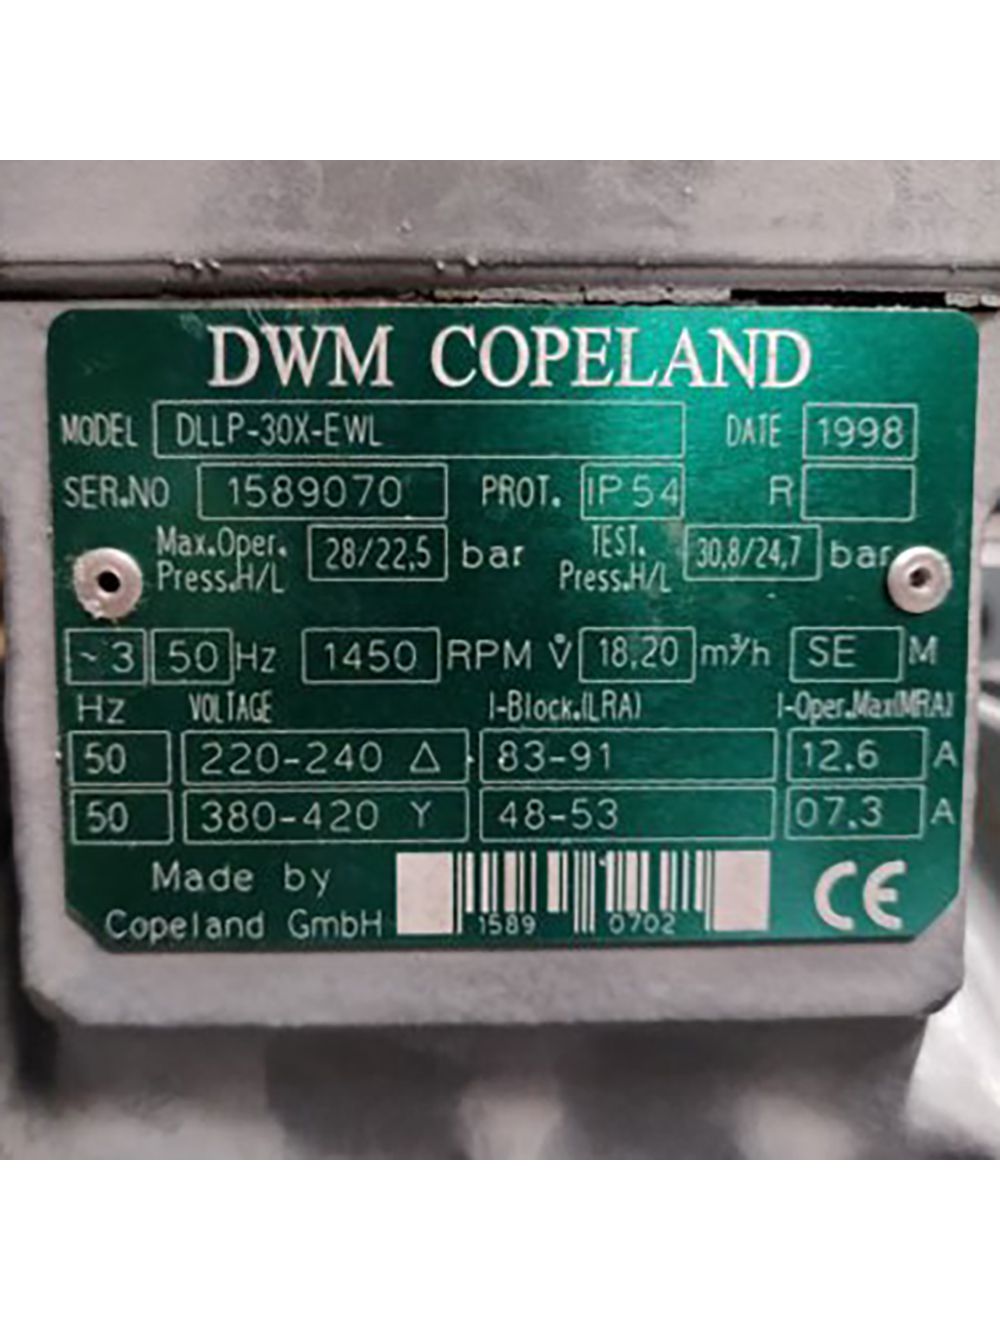 DWM COPELAND
MODEL DLLP-30X-EWL DATE 1998
SER.NO 1589070 PROT. IP54 R
Max.Oper. Press.H/L 28/22,5 bar TEST. Press.H/L 30,8/24,7 bar
~3 50 Hz 1450 RPM V̊ 18,20 m³/h SE M
Hz VOLTAGE I-Block.(LRA) I-Oper.Max(MRA)
50 220-240 Δ 83-91 12.6 A
50 380-420 Y 48-53 07.3 A
Made by
Copeland GmbH 1589 0702 CE